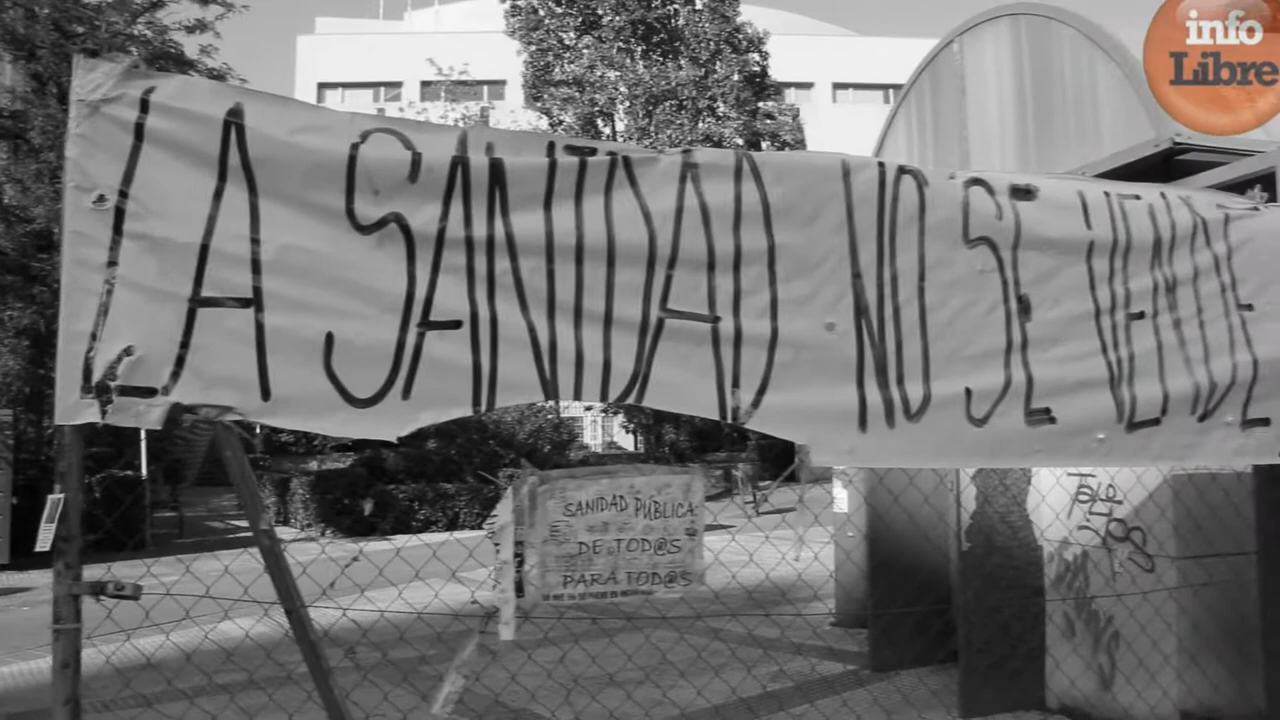 info
Libre
LA SANIDAD NO SE VENDE
SANIDAD PÚBLICA:
DE TOD@S
PARA TOD@S